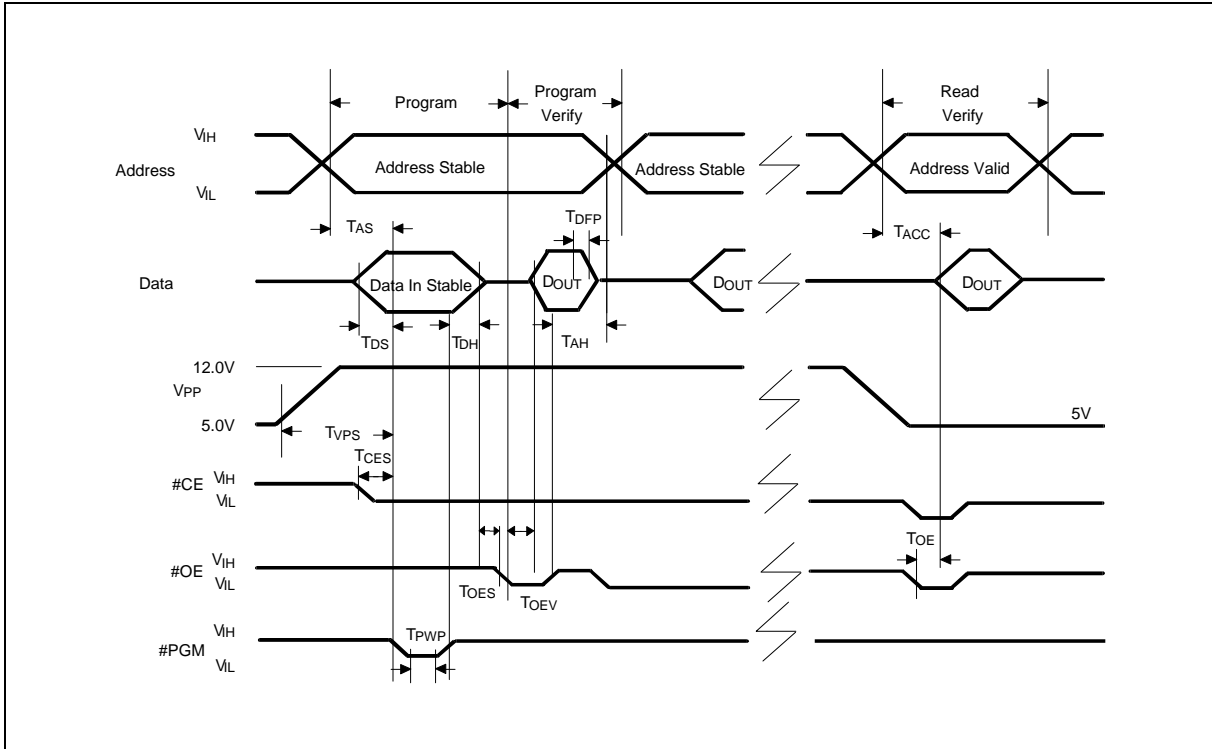 Program
Program
Verify
Read
Verify
VIH
Address
Address Stable
Address Stable
Address Valid
VIL
TAS
TDFP
TACC
Data
Data In Stable
DOUT
DOUT
DOUT
TDS
TDH
TAH
12.0V
VPP
5.0V
5V
TVPS
TCES
#CE
VIH
VIL
TOE
#OE
VIH
VIL
TOES
TOEV
#PGM
VIH
TPWP
VIL